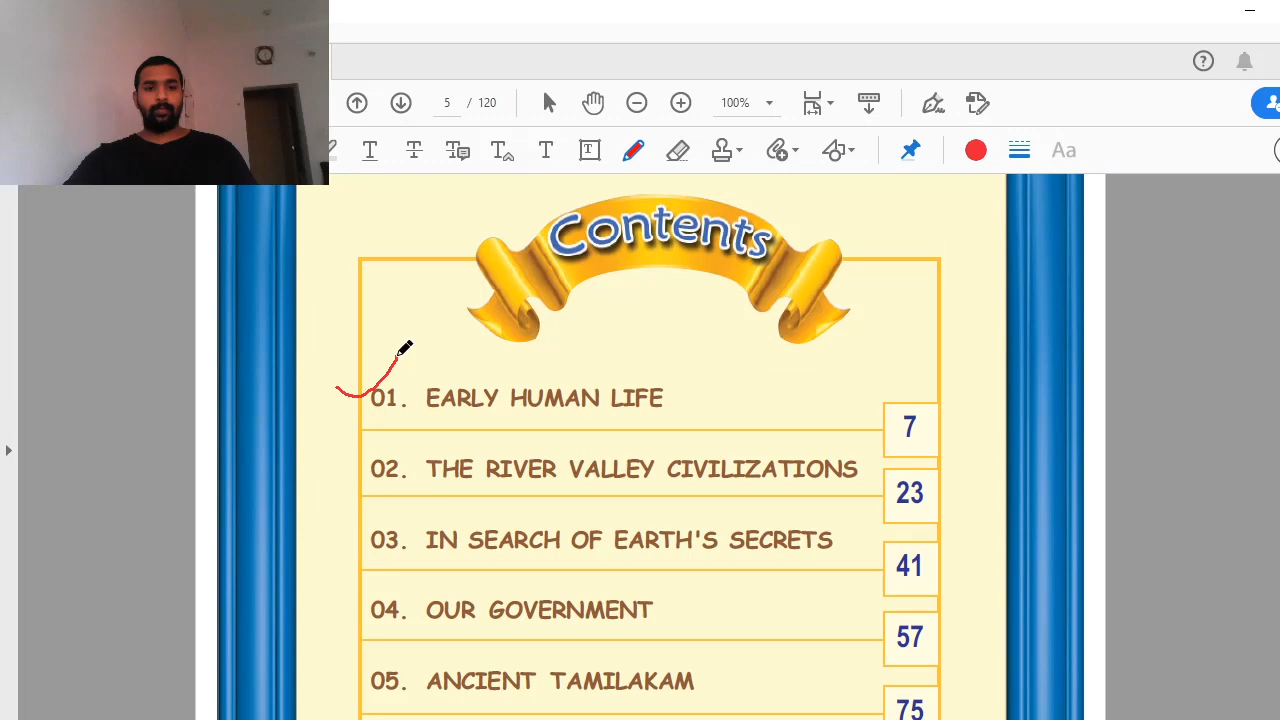 5 / 120
100%
Aa
Contents
01. EARLY HUMAN LIFE
7
02. THE RIVER VALLEY CIVILIZATIONS
23
03. IN SEARCH OF EARTH'S SECRETS
41
04. OUR GOVERNMENT
57
05. ANCIENT TAMILAKAM
75